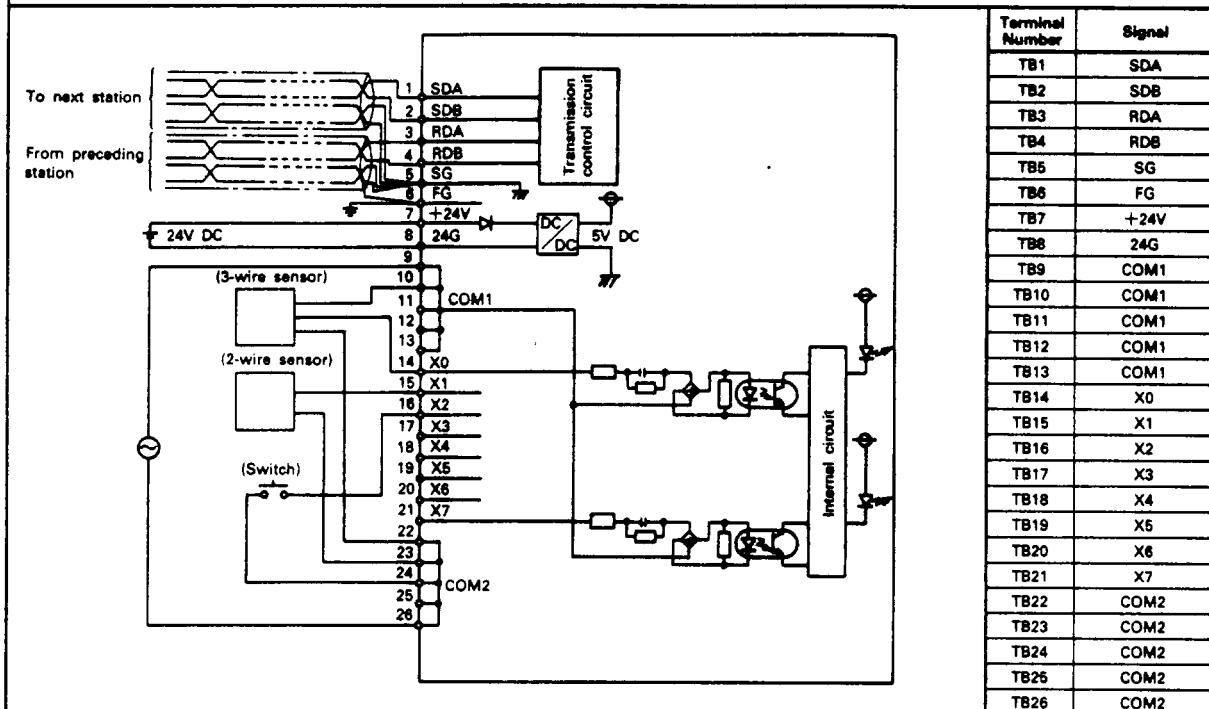 To next station
From preceding
station
1 SDA
2 SDB
3 RDA
4 RDB
5 SG
6 FG
7 +24V
8 24G
9
10
11
12
13
COM1
14 X0
15 X1
16 X2
17 X3
18 X4
19 X5
20 X6
21 X7
22
23
24
25
26
COM2
24V DC
(3-wire sensor)
(2-wire sensor)
(Switch)
Transmission
control circuit
DC
DC
5V DC
Internal circuit
Terminal
Number Signal
TB1 SDA
TB2 SDB
TB3 RDA
TB4 RDB
TB5 SG
TB6 FG
TB7 +24V
TB8 24G
TB9 COM1
TB10 COM1
TB11 COM1
TB12 COM1
TB13 COM1
TB14 X0
TB15 X1
TB16 X2
TB17 X3
TB18 X4
TB19 X5
TB20 X6
TB21 X7
TB22 COM2
TB23 COM2
TB24 COM2
TB25 COM2
TB26 COM2